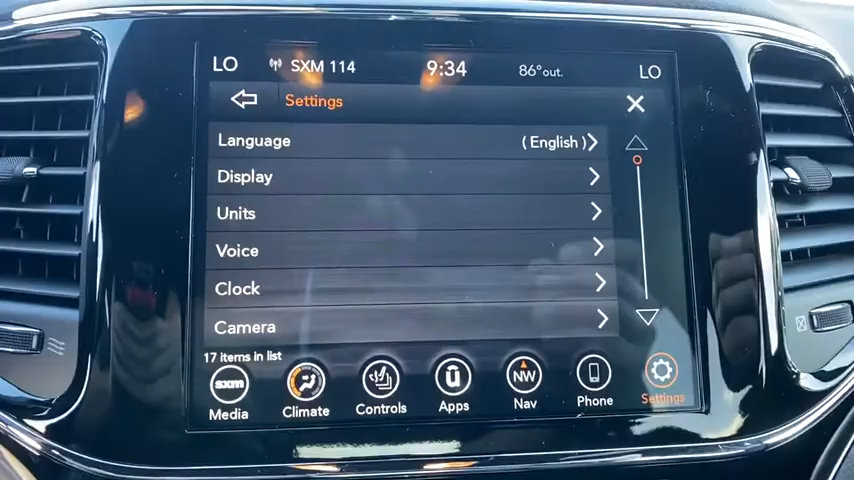 LO SXM 114 9:34 86° out. LO
Settings
Language (English)
Display
Units
Voice
Clock
Camera
17 items in list
sxm Ū NW
Media Climate Controls Apps Nav Phone Settings